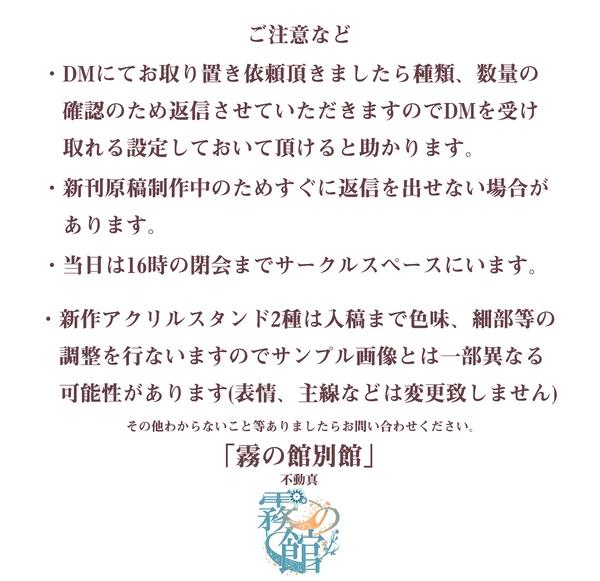 ご注意など
・DMにてお取り置き依頼頂きましたら種類、数量の
確認のため返信させていただきますのでDMを受け
取れる設定しておいて頂けると助かります。
・新刊原稿制作中のためすぐに返信を出せない場合が
あります。
・当日は16時の閉会までサークルスペースにいます。
・新作アクリルスタンド2種は入稿まで色味、細部等の
調整を行ないますのでサンプル画像とは一部異なる
可能性があります(表情、主線などは変更致しません)
その他わからないこと等ありましたらお問い合わせください。
「霧の館別館」
不動真
霧の
館